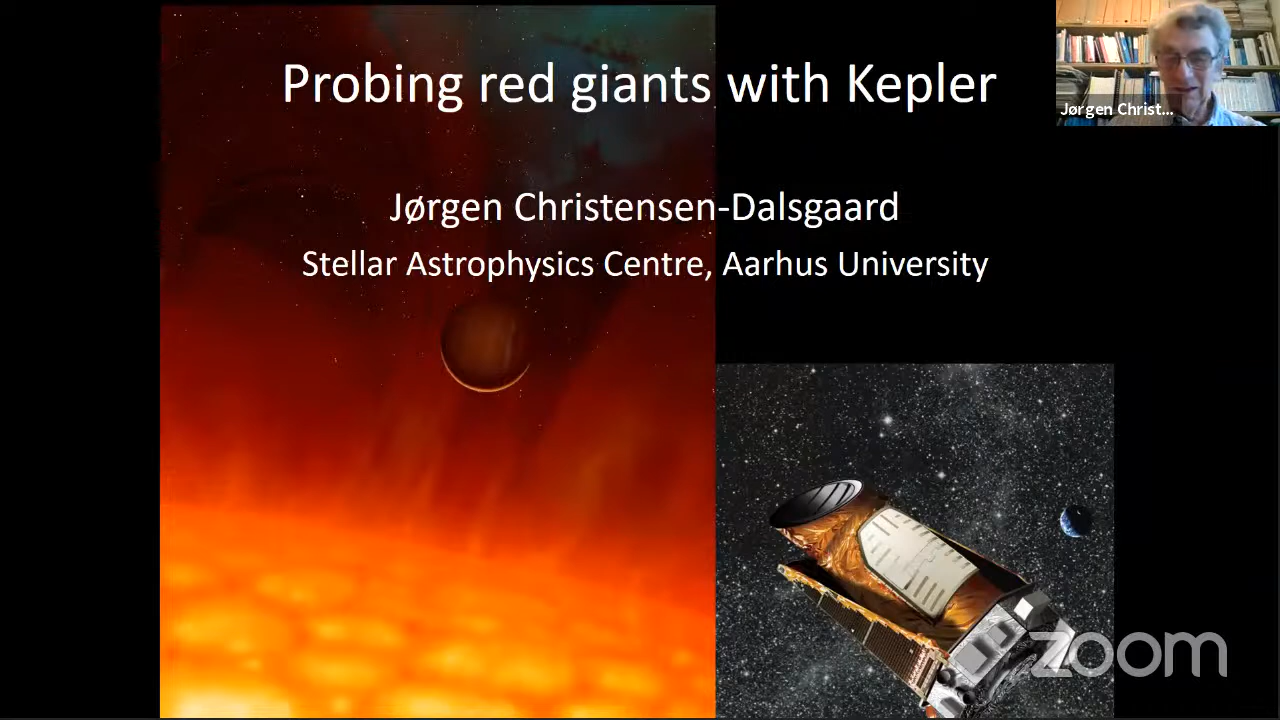 Probing red giants with Kepler
Jørgen Christensen-Dalsgaard
Stellar Astrophysics Centre, Aarhus University
Jørgen Christ...
zoom